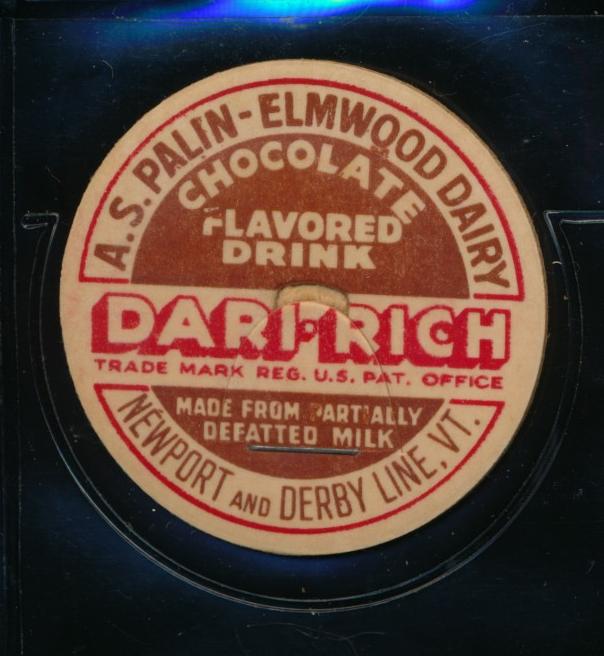 A.S. PALIN-ELMWOOD DAIRY
CHOCOLATE
FLAVORED
DRINK
DARI-RICH
TRADE MARK REG. U.S. PAT. OFFICE
MADE FROM PARTIALLY
DEFATTED MILK
NEWPORT AND DERBY LINE, VT.